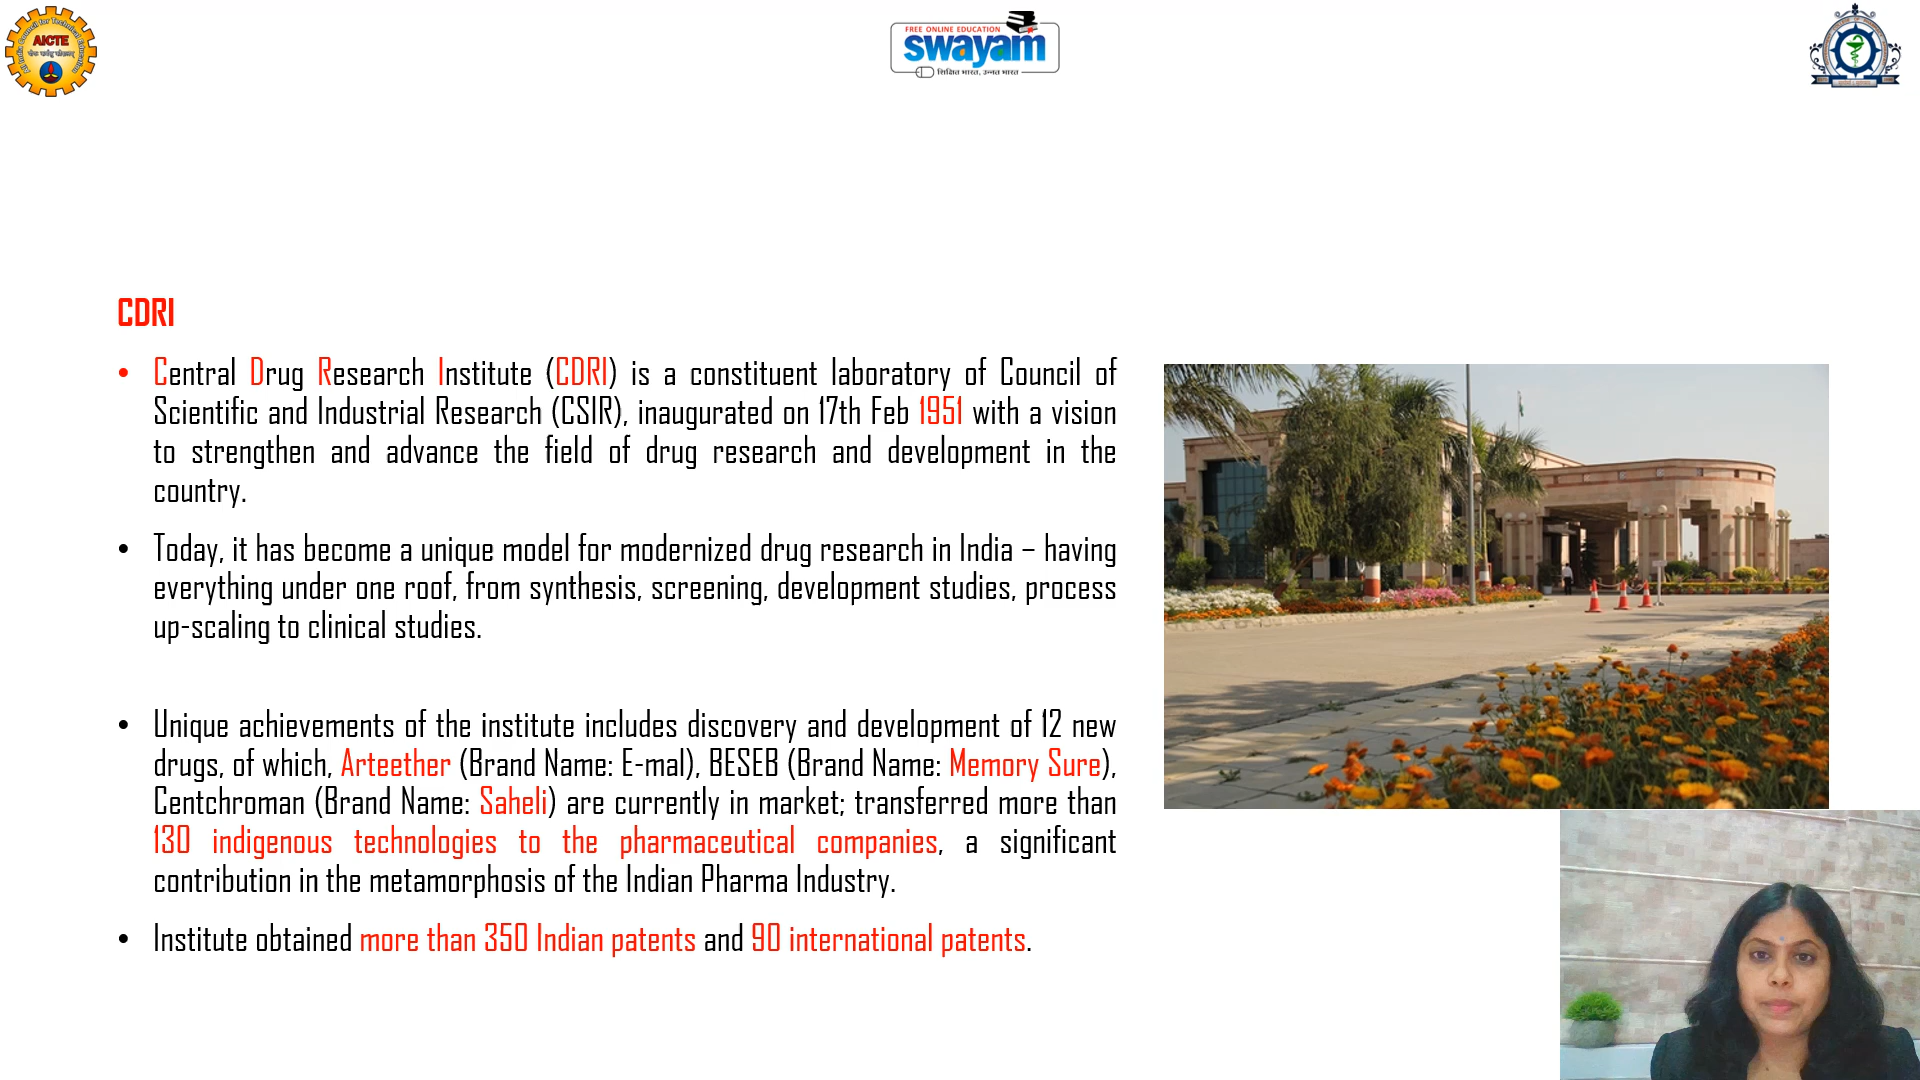 AICTE
FREE ONLINE EDUCATION
swayam
शिक्षित भारत, उन्नत भारत
CDRI
• Central Drug Research Institute (CDRI) is a constituent laboratory of Council of
Scientific and Industrial Research (CSIR), inaugurated on 17th Feb 1951 with a vision
to strengthen and advance the field of drug research and development in the
country.
• Today, it has become a unique model for modernized drug research in India – having
everything under one roof, from synthesis, screening, development studies, process
up-scaling to clinical studies.
• Unique achievements of the institute includes discovery and development of 12 new
drugs, of which, Arteether (Brand Name: E-mal), BESEB (Brand Name: Memory Sure),
Centchroman (Brand Name: Saheli) are currently in market; transferred more than
130 indigenous technologies to the pharmaceutical companies, a significant
contribution in the metamorphosis of the Indian Pharma Industry.
• Institute obtained more than 350 Indian patents and 90 international patents.